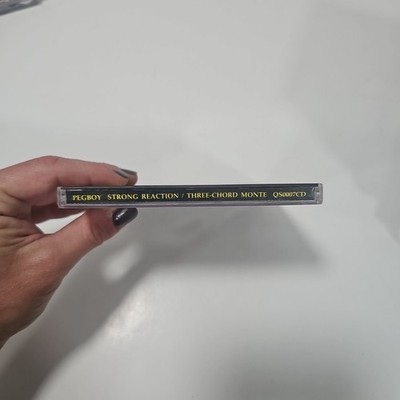 PEGBOY STRONG REACTION / THREE-CHORD MONTE QS0007CD